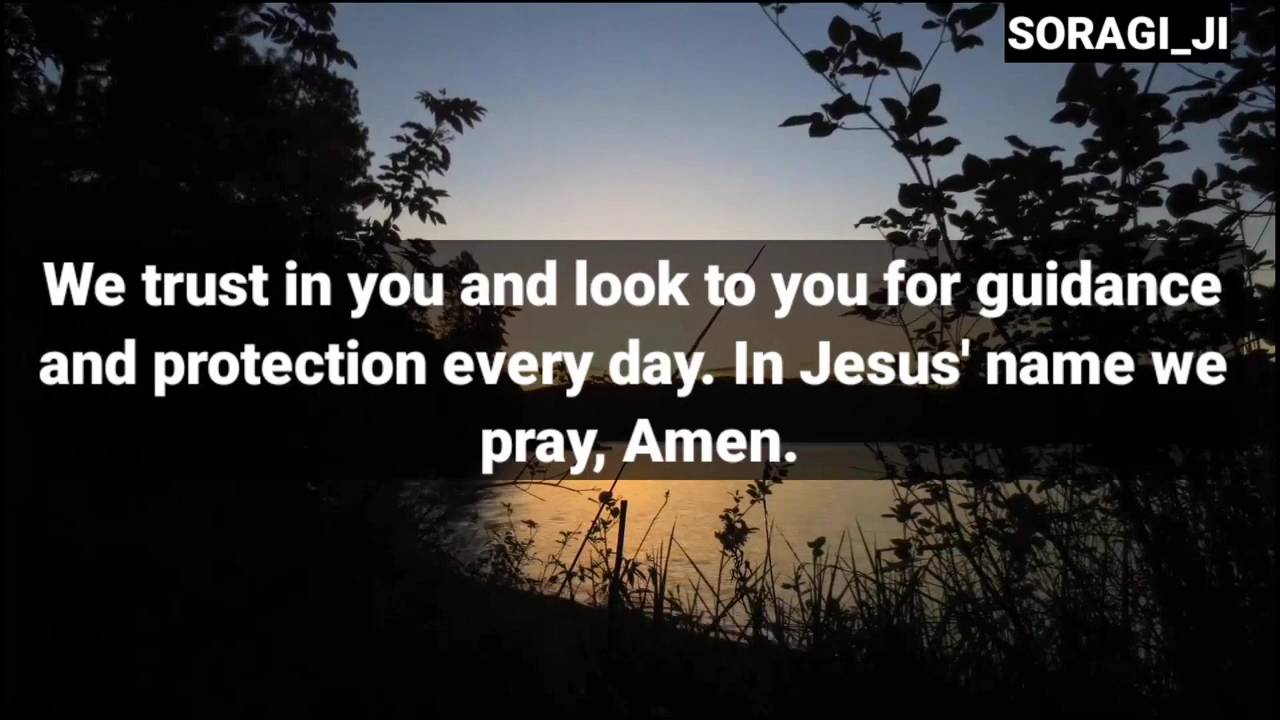 SORAGI_JI
We trust in you and look to you for guidance
and protection every day. In Jesus' name we
pray, Amen.